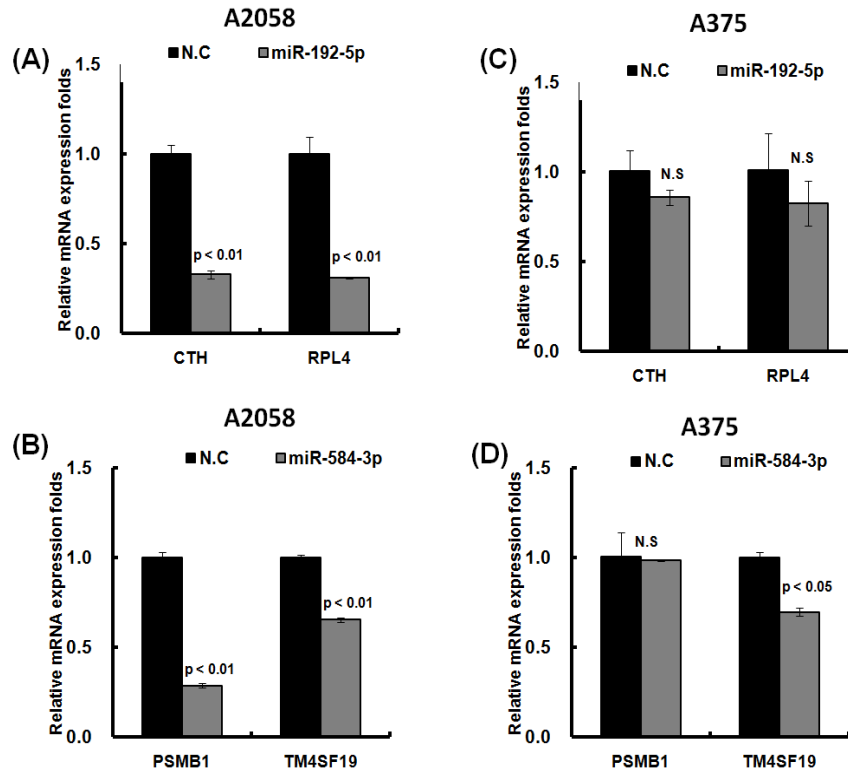 A2058
(A)
N.C miR-192-5p
Relative mRNA expression folds
1.5
1.0
0.5
0.0
p < 0.01
p < 0.01
CTH RPL4
A375
(C)
N.C miR-192-5p
Relative mRNA expression folds
1.5
1.0
0.5
0.0
N.S
N.S
CTH RPL4
A2058
(B)
N.C miR-584-3p
Relative mRNA expression folds
1.5
1.0
0.5
0.0
p < 0.01
p < 0.01
PSMB1 TM4SF19
A375
(D)
N.C miR-584-3p
Relative mRNA expression folds
1.5
1.0
0.5
0.0
N.S
p < 0.05
PSMB1 TM4SF19